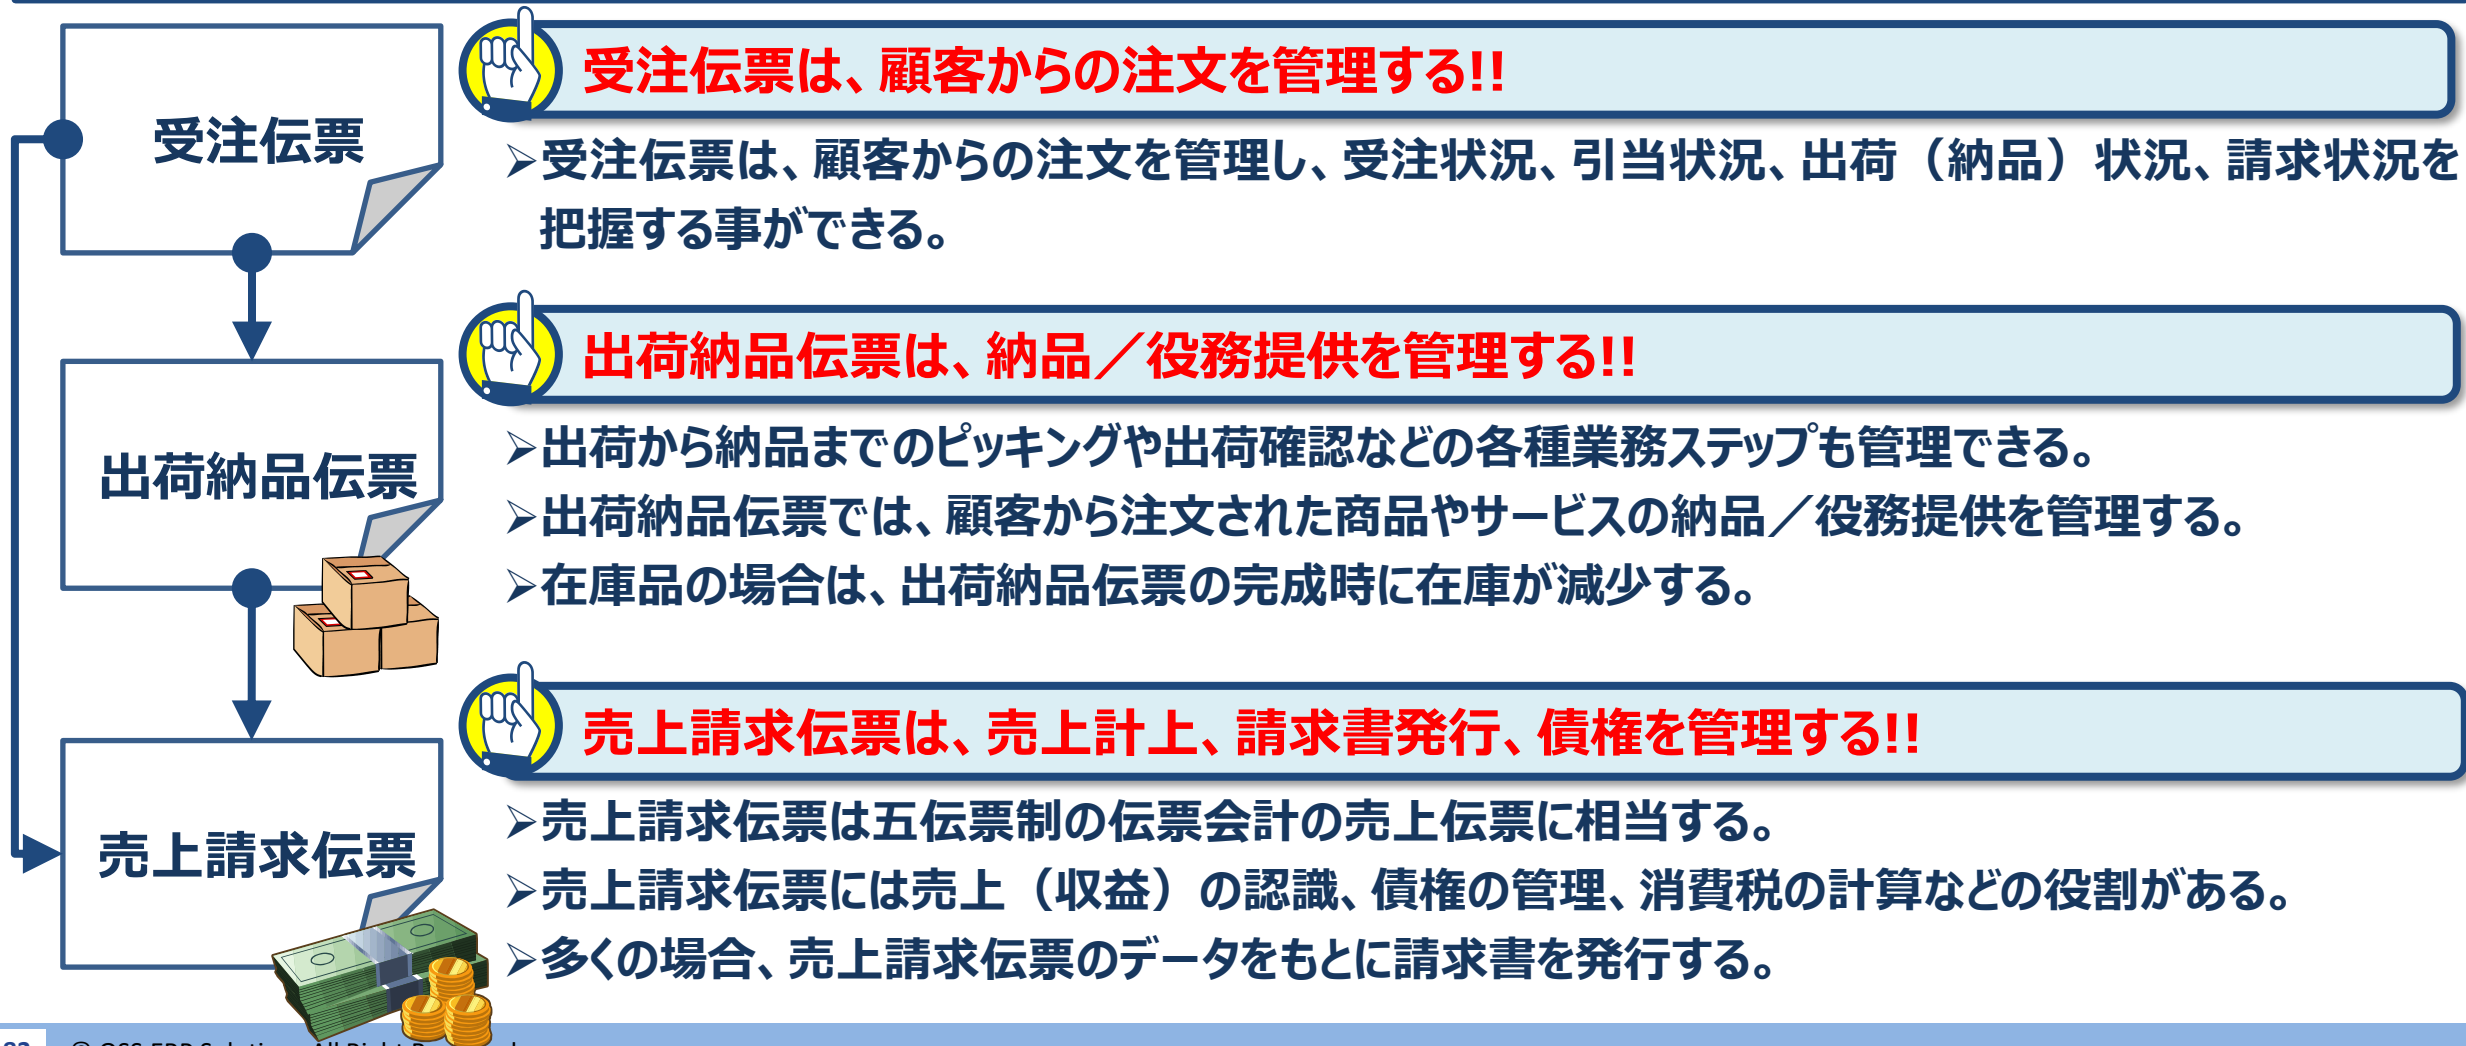 受注伝票
受注伝票は、顧客からの注文を管理する!!
➢受注伝票は、顧客からの注文を管理し、受注状況、引当状況、出荷（納品）状況、請求状況を
把握する事ができる。
出荷納品伝票
出荷納品伝票は、納品／役務提供を管理する!!
➢出荷から納品までのピッキングや出荷確認などの各種業務ステップも管理できる。
➢出荷納品伝票では、顧客から注文された商品やサービスの納品／役務提供を管理する。
➢在庫品の場合は、出荷納品伝票の完成時に在庫が減少する。
売上請求伝票
売上請求伝票は、売上計上、請求書発行、債権を管理する!!
➢売上請求伝票は五伝票制の伝票会計の売上伝票に相当する。
➢売上請求伝票には売上（収益）の認識、債権の管理、消費税の計算などの役割がある。
➢多くの場合、売上請求伝票のデータをもとに請求書を発行する。